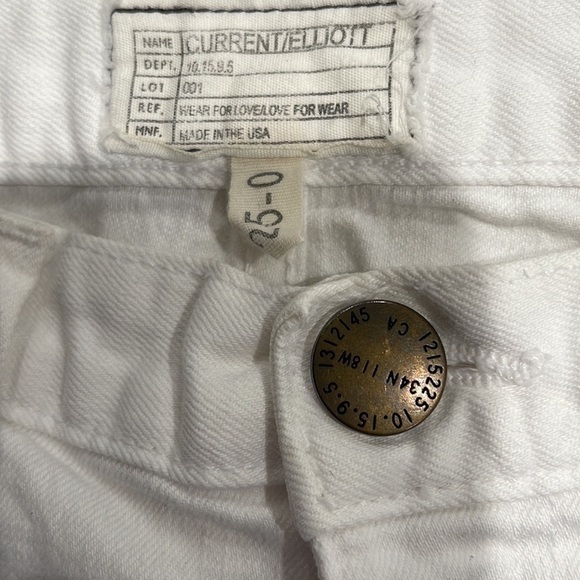 NAME CURRENT/ELLIOTT
DEPT. 10.15.9.5
LOT 001
REF. WEAR FOR LOVE/LOVE FOR WEAR
MNF. MADE IN THE USA
25-0
1312145 1215225 10.15.9.5
CA
34N 118W